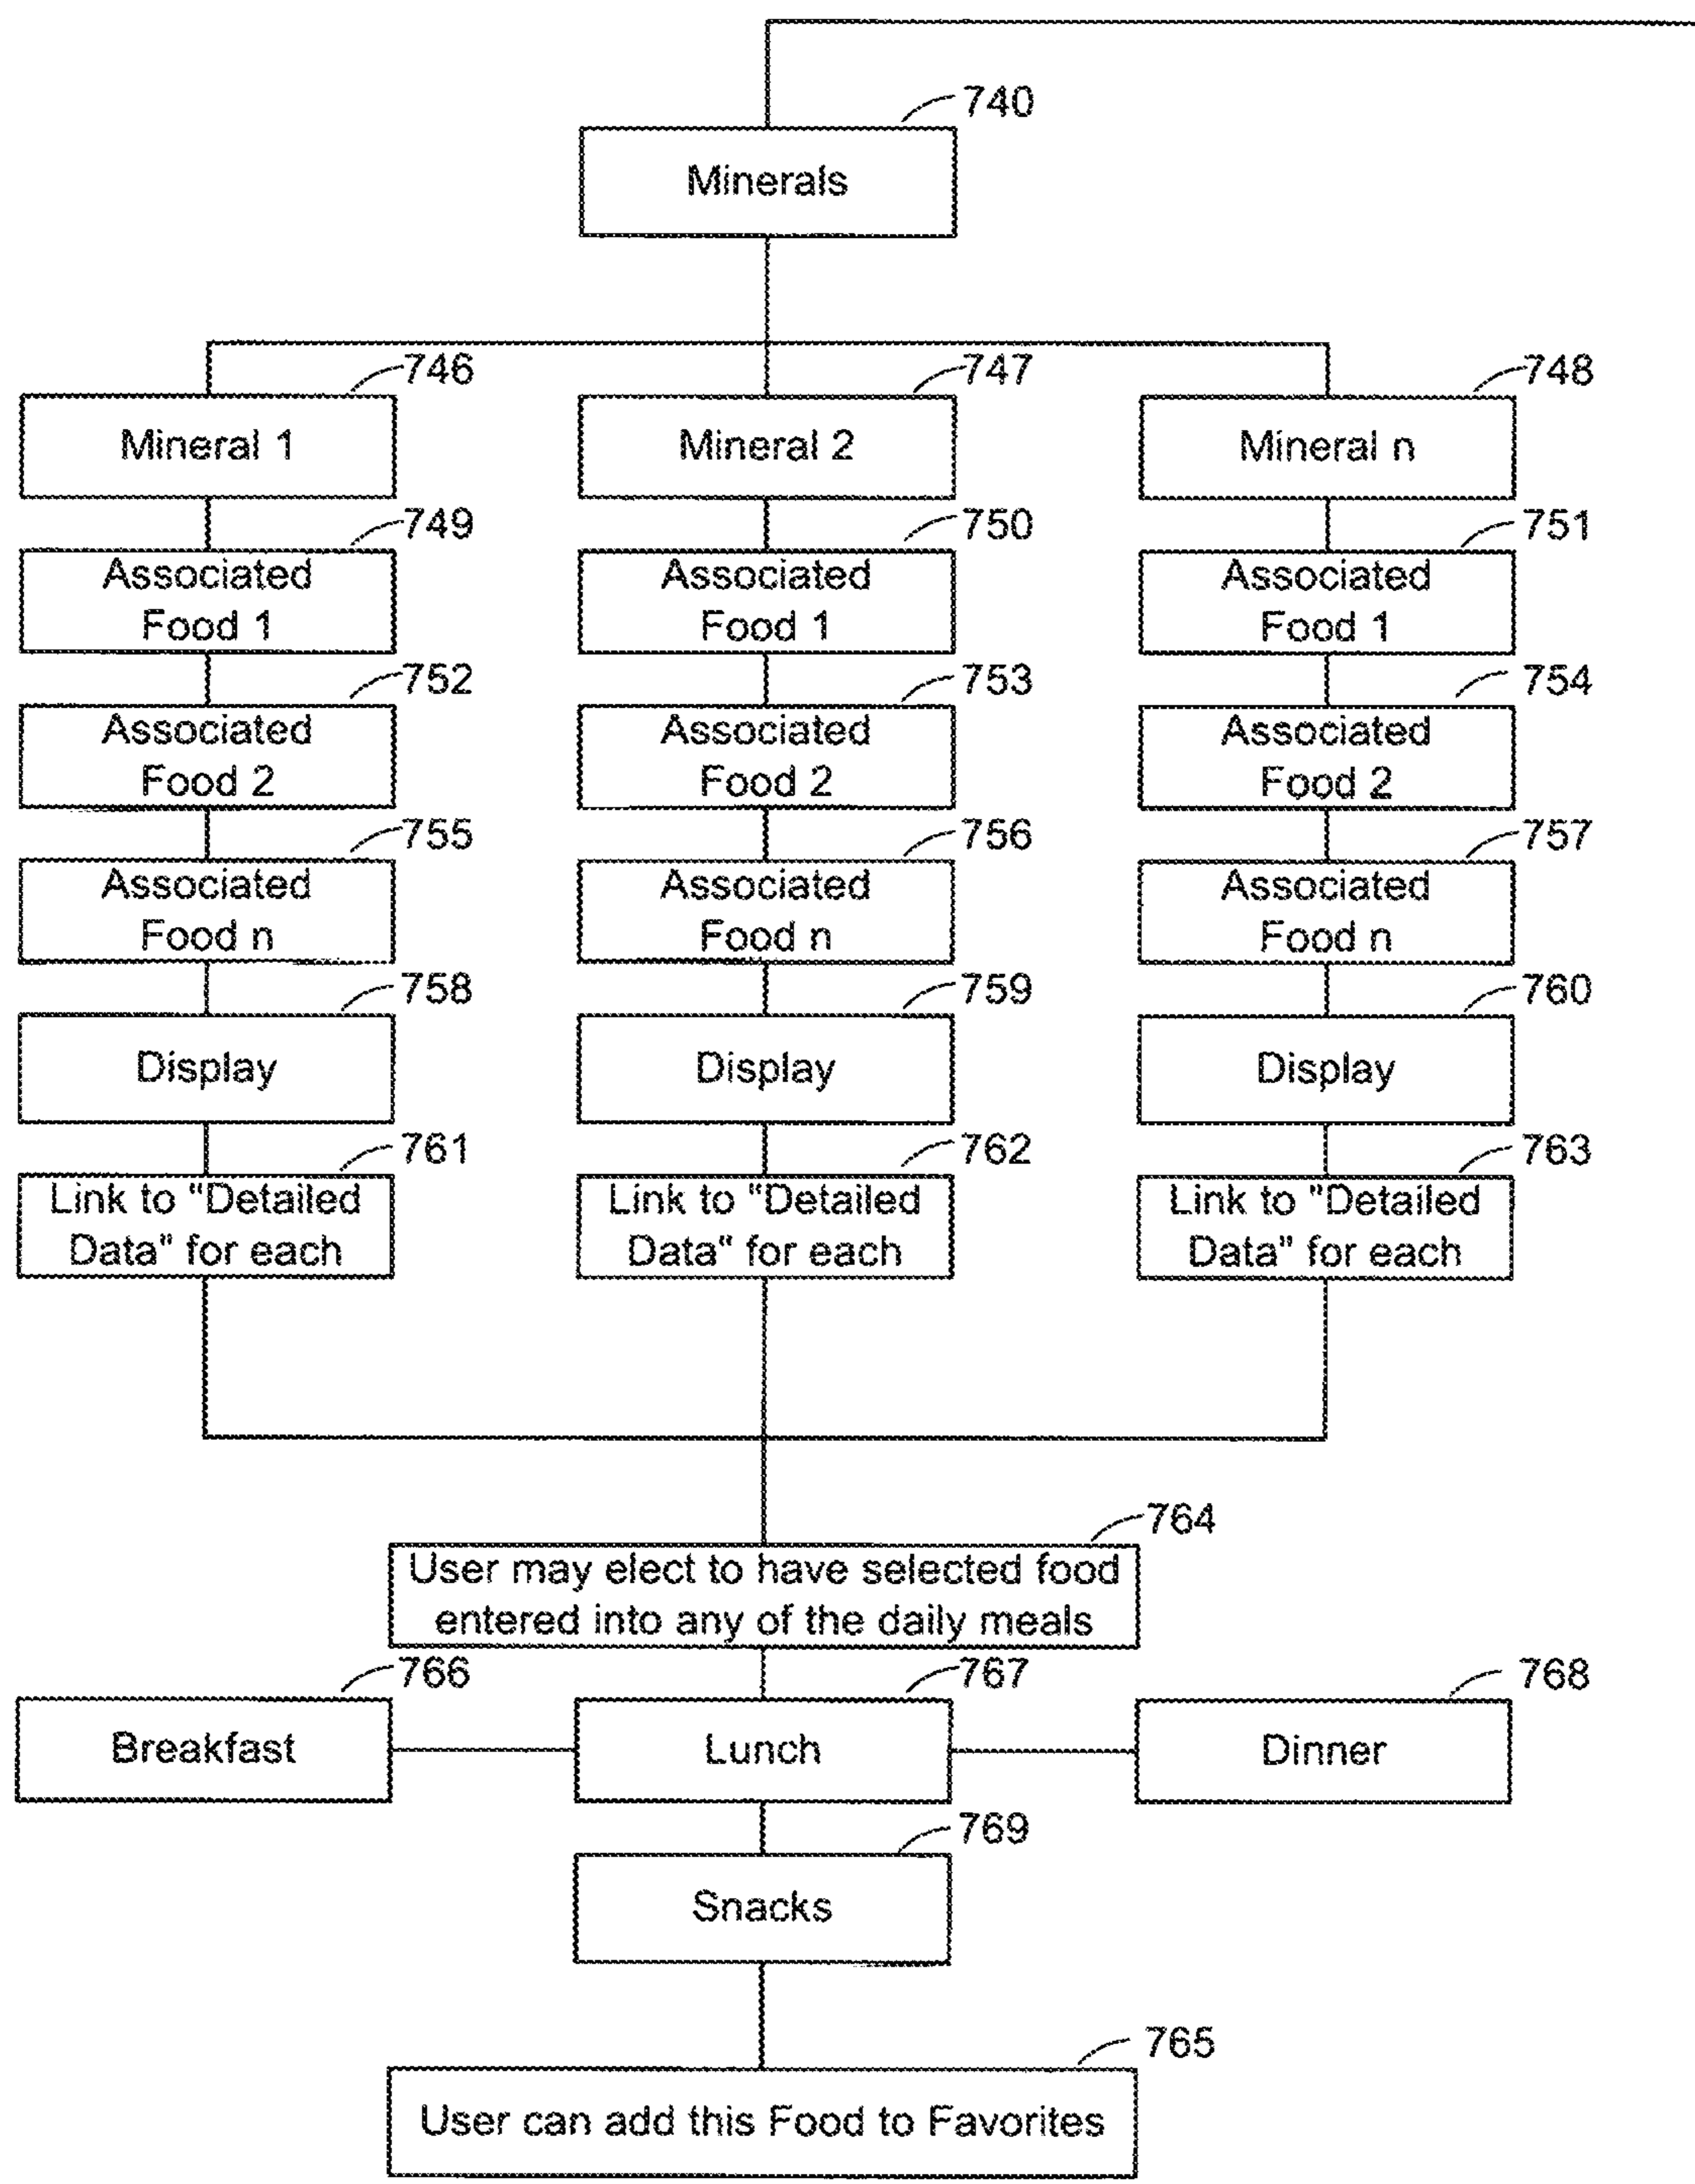 740
Minerals
746
747
748
Mineral 1
Mineral 2
Mineral n
749
750
751
Associated
Food 1
Associated
Food 1
Associated
Food 1
752
753
754
Associated
Food 2
Associated
Food 2
Associated
Food 2
755
756
757
Associated
Food n
Associated
Food n
Associated
Food n
758
759
760
Display
Display
Display
761
762
763
Link to "Detailed
Data" for each
Link to "Detailed
Data" for each
Link to "Detailed
Data" for each
764
User may elect to have selected food
entered into any of the daily meals
766
767
768
Breakfast
Lunch
Dinner
769
Snacks
765
User can add this Food to Favorites